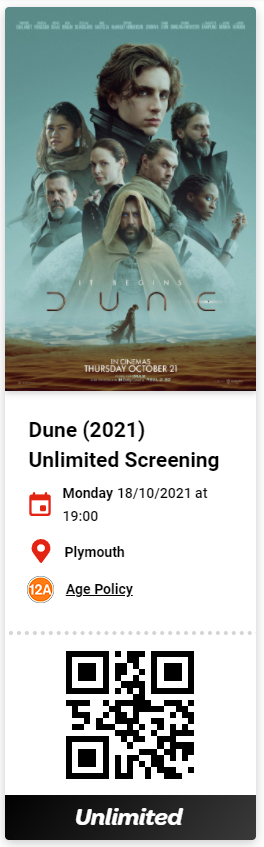 IT BEGINS
DUNE
IN CINEMAS
THURSDAY OCTOBER 21
Dune (2021)
Unlimited Screening
Monday 18/10/2021 at
19:00
Plymouth
12A Age Policy
Unlimited